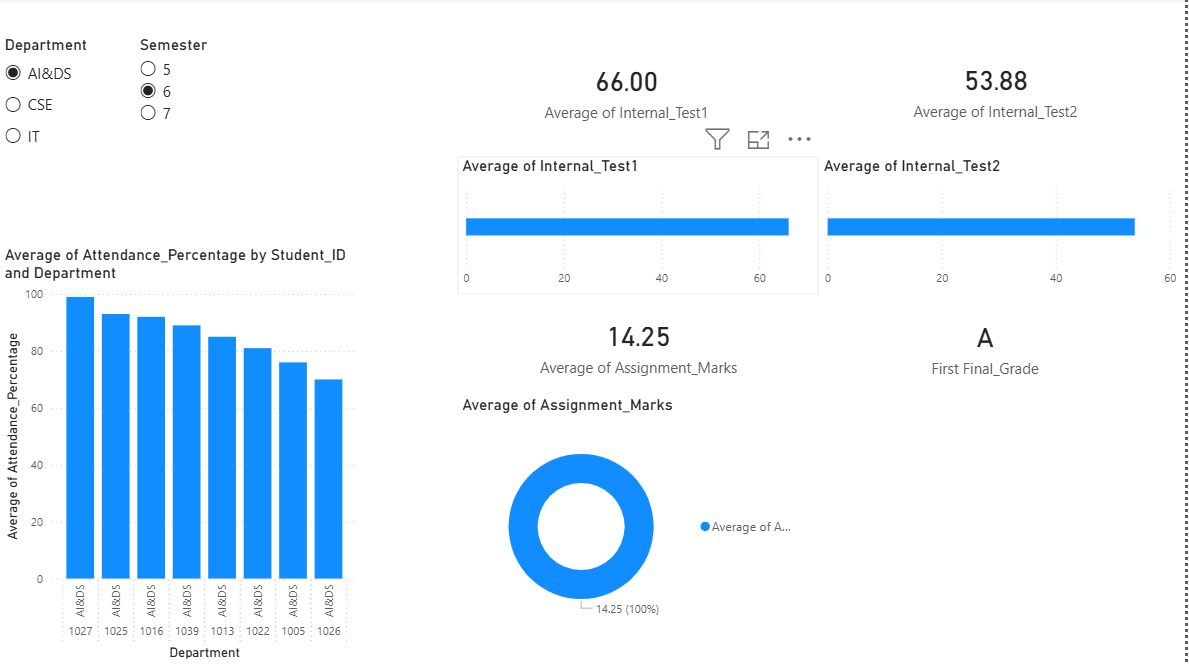 Department
AI&DS
CSE
IT
Semester
5
6
7
66.00
Average of Internal_Test1
53.88
Average of Internal_Test2
Average of Internal_Test1
0 20 40 60
Average of Internal_Test2
0 20 40 60
Average of Attendance_Percentage by Student_ID
and Department
Average of Attendance_Percentage
100
80
60
40
20
0
AI&DS AI&DS AI&DS AI&DS AI&DS AI&DS AI&DS AI&DS
1027 1025 1016 1039 1013 1022 1005 1026
Department
14.25
Average of Assignment_Marks
A
First Final_Grade
Average of Assignment_Marks
Average of A...
14.25 (100%)